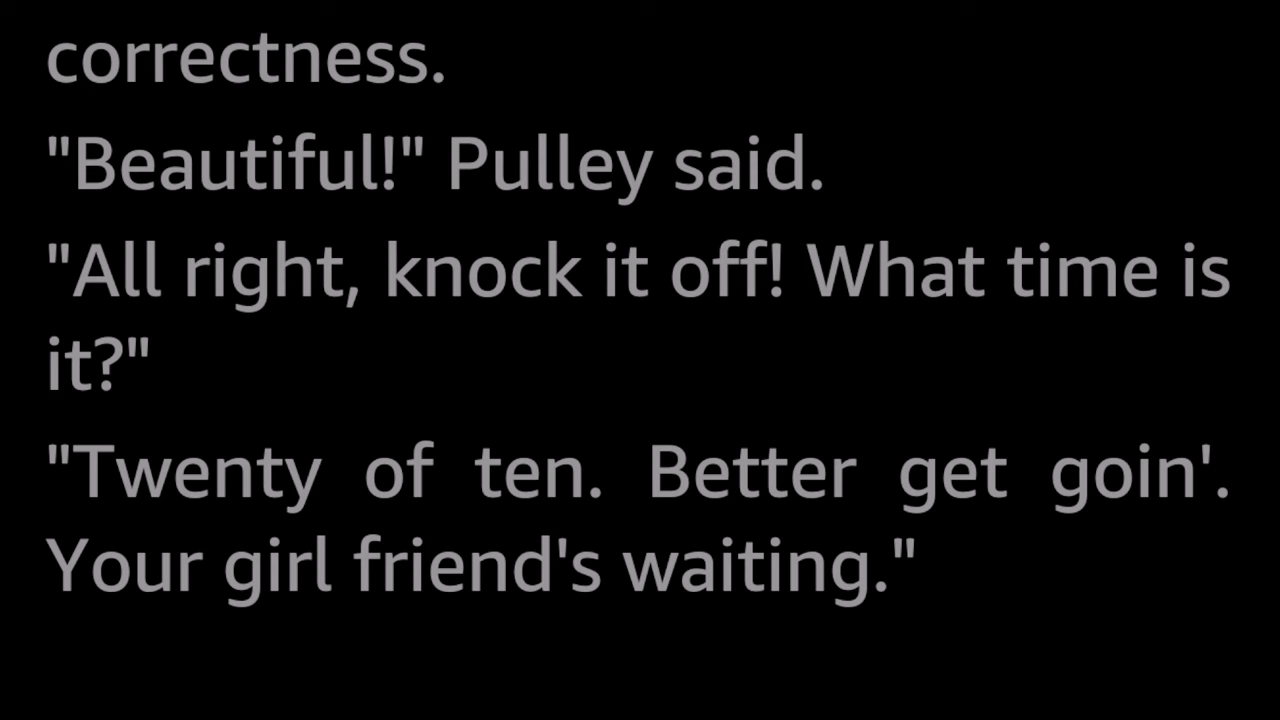 correctness.
"Beautiful!" Pulley said.
"All right, knock it off! What time is
it?"
"Twenty of ten. Better get goin'.
Your girl friend's waiting."